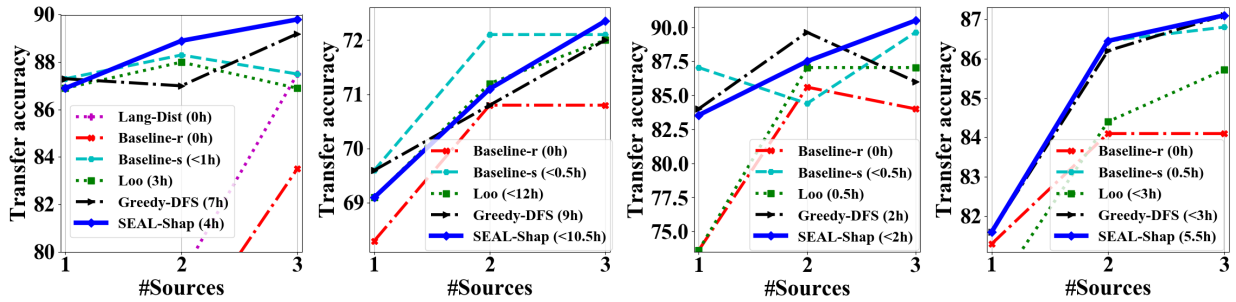 Transfer accuracy
90
88
86
84
82
80
Lang-Dist (0h)
Baseline-r (0h)
Baseline-s (<1h)
Loo (3h)
Greedy-DFS (7h)
SEAL-Shap (4h)
1 2 3
#Sources
Transfer accuracy
72
71
70
69
Baseline-r (0h)
Baseline-s (<0.5h)
Loo (<12h)
Greedy-DFS (9h)
SEAL-Shap (<10.5h)
1 2 3
#Sources
Transfer accuracy
90.0
87.5
85.0
82.5
80.0
77.5
75.0
Baseline-r (0h)
Baseline-s (<0.5h)
Loo (0.5h)
Greedy-DFS (2h)
SEAL-Shap (<2h)
1 2 3
#Sources
Transfer accuracy
87
86
85
84
83
82
Baseline-r (0h)
Baseline-s (0.5h)
Loo (<3h)
Greedy-DFS (<3h)
SEAL-Shap (5.5h)
1 2 3
#Sources